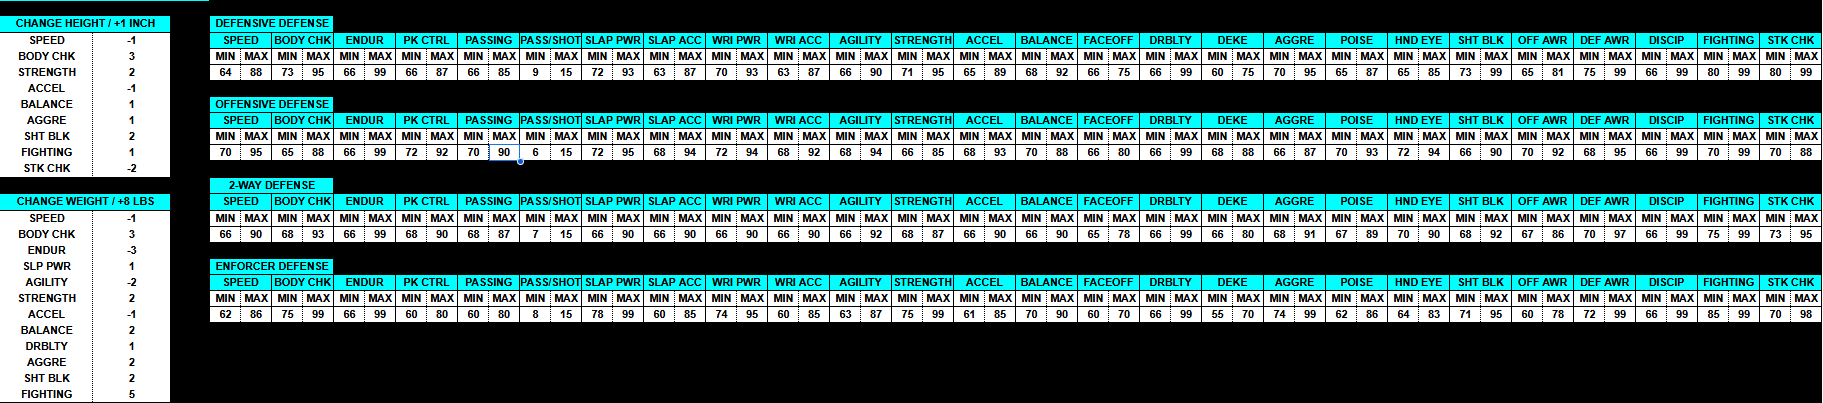 CHANGE HEIGHT / +1 INCH
SPEED -1
BODY CHK 3
STRENGTH 2
ACCEL -1
BALANCE 1
AGGRE 1
SHT BLK 2
FIGHTING 1
STK CHK -2
CHANGE WEIGHT / +8 LBS
SPEED -1
BODY CHK 3
ENDUR -3
SLP PWR 1
AGILITY -2
STRENGTH 2
ACCEL -1
BALANCE 2
DRBLTY 1
AGGRE 2
SHT BLK 2
FIGHTING 5
DEFENSIVE DEFENSE
SPEED BODY CHK ENDUR PK CTRL PASSING PASS/SHOT SLAP PWR SLAP ACC WRI PWR WRI ACC AGILITY STRENGTH ACCEL BALANCE FACEOFF DRBLTY DEKE AGGRE POISE HND EYE SHT BLK OFF AWR DEF AWR DISCIP FIGHTING STK CHK
MIN MAX MIN MAX MIN MAX MIN MAX MIN MAX MIN MAX MIN MAX MIN MAX MIN MAX MIN MAX MIN MAX MIN MAX MIN MAX MIN MAX MIN MAX MIN MAX MIN MAX MIN MAX MIN MAX MIN MAX MIN MAX MIN MAX MIN MAX MIN MAX MIN MAX MIN MAX
64 88 73 95 66 99 66 87 66 85 9 15 72 93 63 87 70 93 63 87 66 90 71 95 65 89 68 92 66 75 66 99 60 75 70 95 65 87 65 85 73 99 65 81 75 99 66 99 80 99 80 99
OFFENSIVE DEFENSE
SPEED BODY CHK ENDUR PK CTRL PASSING PASS/SHOT SLAP PWR SLAP ACC WRI PWR WRI ACC AGILITY STRENGTH ACCEL BALANCE FACEOFF DRBLTY DEKE AGGRE POISE HND EYE SHT BLK OFF AWR DEF AWR DISCIP FIGHTING STK CHK
MIN MAX MIN MAX MIN MAX MIN MAX MIN MAX MIN MAX MIN MAX MIN MAX MIN MAX MIN MAX MIN MAX MIN MAX MIN MAX MIN MAX MIN MAX MIN MAX MIN MAX MIN MAX MIN MAX MIN MAX MIN MAX MIN MAX MIN MAX MIN MAX MIN MAX MIN MAX
70 95 65 88 66 99 72 92 70 90 6 15 72 95 68 94 72 94 68 92 68 94 66 85 68 93 70 88 66 80 66 99 68 88 66 87 70 93 72 94 66 90 70 92 68 95 66 99 70 99 70 88
2-WAY DEFENSE
SPEED BODY CHK ENDUR PK CTRL PASSING PASS/SHOT SLAP PWR SLAP ACC WRI PWR WRI ACC AGILITY STRENGTH ACCEL BALANCE FACEOFF DRBLTY DEKE AGGRE POISE HND EYE SHT BLK OFF AWR DEF AWR DISCIP FIGHTING STK CHK
MIN MAX MIN MAX MIN MAX MIN MAX MIN MAX MIN MAX MIN MAX MIN MAX MIN MAX MIN MAX MIN MAX MIN MAX MIN MAX MIN MAX MIN MAX MIN MAX MIN MAX MIN MAX MIN MAX MIN MAX MIN MAX MIN MAX MIN MAX MIN MAX MIN MAX MIN MAX
66 90 68 93 66 99 68 90 68 87 7 15 66 90 66 90 66 90 66 90 66 92 68 87 66 90 66 90 65 78 66 99 66 80 68 91 67 89 70 90 68 92 67 86 70 97 66 99 75 99 73 95
ENFORCER DEFENSE
SPEED BODY CHK ENDUR PK CTRL PASSING PASS/SHOT SLAP PWR SLAP ACC WRI PWR WRI ACC AGILITY STRENGTH ACCEL BALANCE FACEOFF DRBLTY DEKE AGGRE POISE HND EYE SHT BLK OFF AWR DEF AWR DISCIP FIGHTING STK CHK
MIN MAX MIN MAX MIN MAX MIN MAX MIN MAX MIN MAX MIN MAX MIN MAX MIN MAX MIN MAX MIN MAX MIN MAX MIN MAX MIN MAX MIN MAX MIN MAX MIN MAX MIN MAX MIN MAX MIN MAX MIN MAX MIN MAX MIN MAX MIN MAX MIN MAX MIN MAX
62 86 75 99 66 99 60 80 60 80 8 15 78 99 60 85 74 95 60 85 63 87 75 99 61 85 70 90 60 70 66 99 55 70 74 99 62 86 64 83 71 95 60 78 72 99 66 99 85 99 70 98